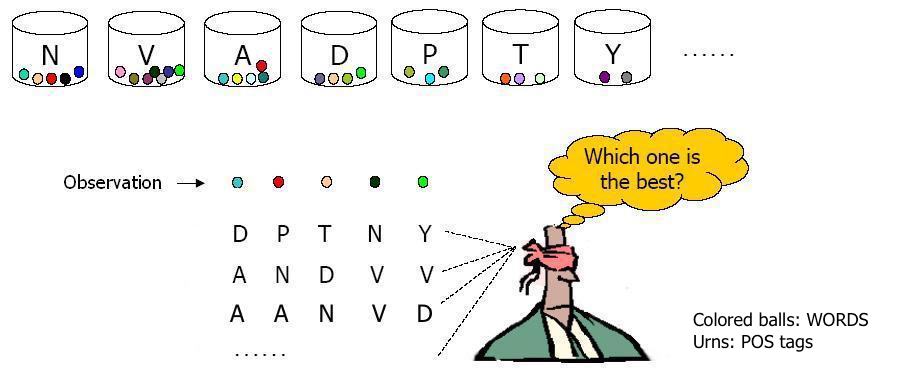 N V A D P T Y ......
Which one is
the best?
Observation
D P T N Y
A N D V V
A A N V D
......
Colored balls: WORDS
Urns: POS tags